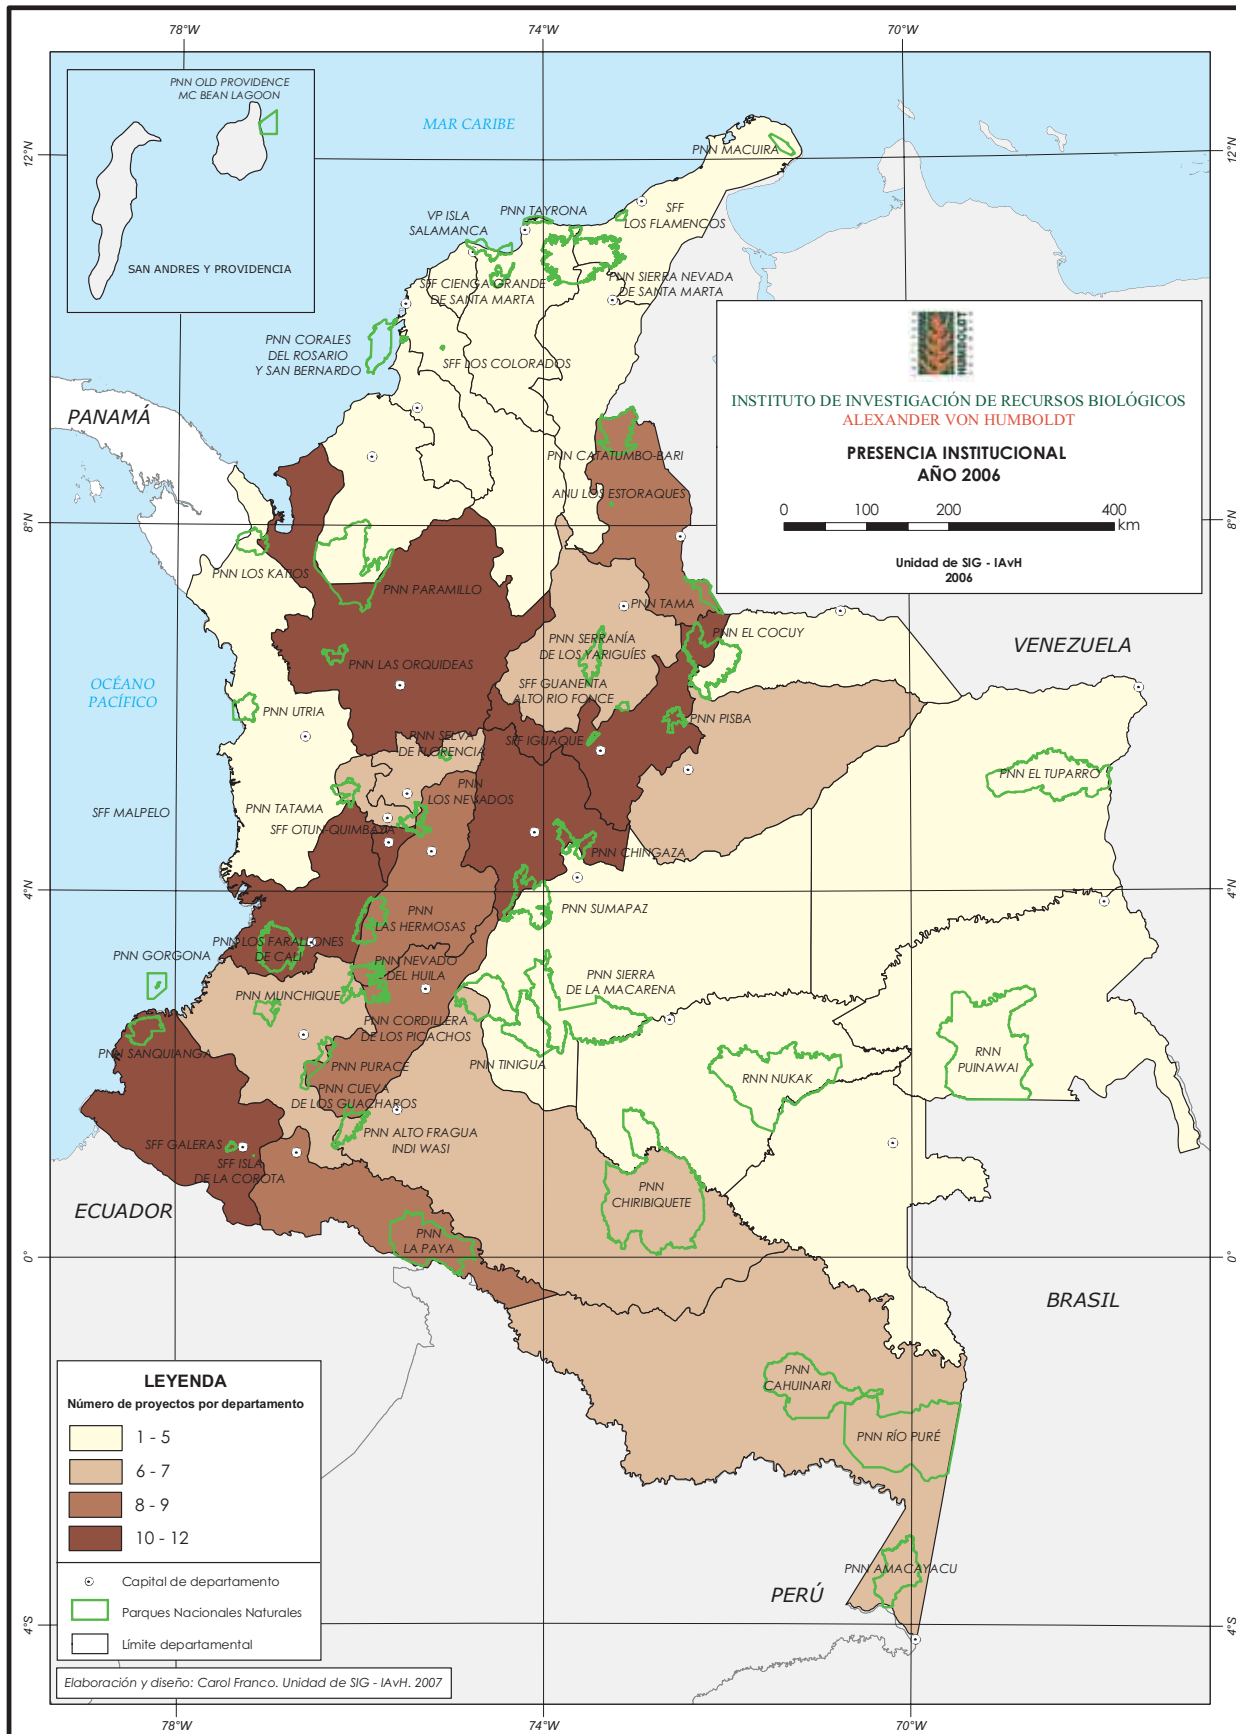 78°W
74°W
70°W
PNN OLD PROVIDENCE
MC BEAN LAGOON
SAN ANDRES Y PROVIDENCIA
MAR CARIBE
12°N
12°N
PNN MACUIRA
PNN TAYRONA
SFF
LOS FLAMENCOS
VP ISLA
SALAMANCA
SFF CIENGA GRANDE
DE SANTA MARTA
PNN SIERRA NEVADA
DE SANTA MARTA
PNN CORALES
DEL ROSARIO
Y SAN BERNARDO
SFF LOS COLORADOS
HUMBOLDT
INSTITUTO DE INVESTIGACIÓN DE RECURSOS BIOLÓGICOS
ALEXANDER VON HUMBOLDT
PRESENCIA INSTITUCIONAL
AÑO 2006
0 100 200 400
km
Unidad de SIG - IAvH
2006
PANAMÁ
PNN CATATUMBO-BARI
ANU LOS ESTORAQUES
8°N
8°N
PNN LOS KATIOS
PNN PARAMILLO
PNN TAMA
PNN EL COCUY
VENEZUELA
PNN SERRANÍA
DE LOS YARIGUÍES
PNN LAS ORQUIDEAS
SFF GUANENTA
ALTO RIO FONCE
OCÉANO
PACÍFICO
PNN UTRIA
PNN PISBA
SFF IGUAQUE
PNN SELVA
DE FLORENCIA
PNN EL TUPARRO
PNN
LOS NEVADOS
SFF MALPELO
PNN TATAMA
SFF OTUN-QUIMBAYA
PNN CHINGAZA
4°N
4°N
PNN SUMAPAZ
PNN
LAS HERMOSAS
PNN LOS FARALLONES
DE CALI
PNN GORGONA
PNN NEVADO
DEL HUILA
PNN SIERRA
DE LA MACARENA
PNN MUNCHIQUE
PNN CORDILLERA
DE LOS PICACHOS
PNN SANQUIANGA
PNN TINIGUA
PNN PURACE
RNN NUKAK
RNN
PUINAWAI
PNN CUEVA
DE LOS GUACHAROS
PNN ALTO FRAGUA
INDI WASI
SFF GALERAS
SFF ISLA
DE LA COROTA
PNN
CHIRIBIQUETE
ECUADOR
PNN
LA PAYA
0°
0°
BRASIL
PNN
CAHUINARI
PNN RÍO PURÉ
PNN AMACAYACU
PERÚ
4°S
4°S
LEYENDA
Número de proyectos por departamento
1 - 5
6 - 7
8 - 9
10 - 12
Capital de departamento
Parques Nacionales Naturales
Límite departamental
Elaboración y diseño: Carol Franco. Unidad de SIG - IAvH. 2007
78°W
74°W
70°W